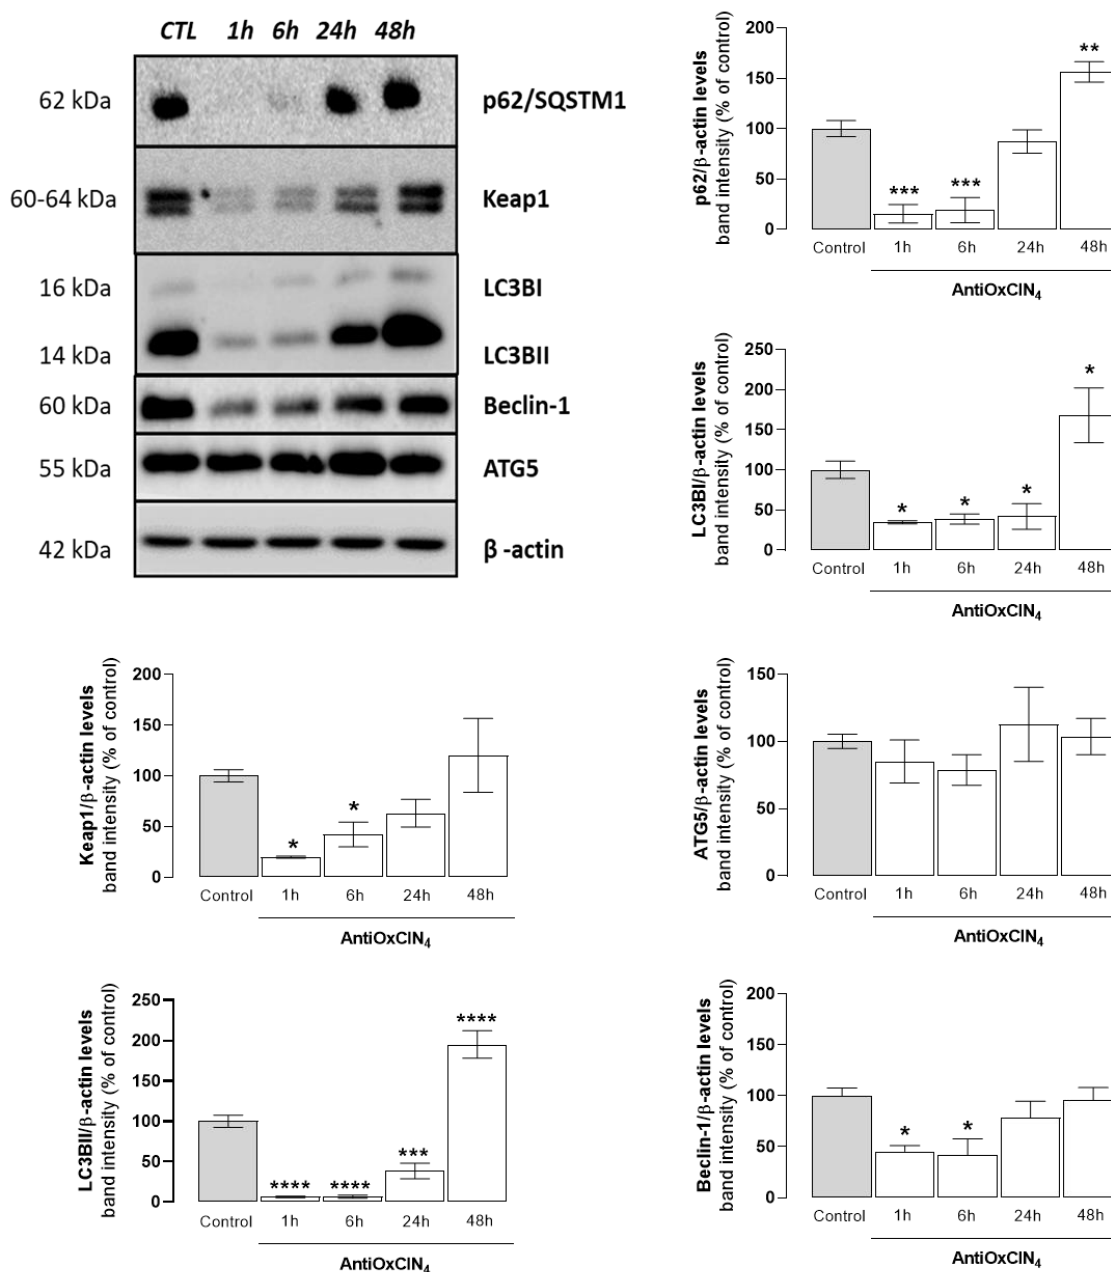 CTL 1h 6h 24h 48h
62 kDa p62/SQSTM1
60-64 kDa Keap1
16 kDa LC3BI
14 kDa LC3BII
60 kDa Beclin-1
55 kDa ATG5
42 kDa β -actin
p62/β-actin levels
band intensity (% of control)
200
150
100
50
0
*** *** **
Control 1h 6h 24h 48h
AntiOxCIN₄
LC3BI/β-actin levels
band intensity (% of control)
250
200
150
100
50
0
* * * *
Control 1h 6h 24h 48h
AntiOxCIN₄
Keap1/β-actin levels
band intensity (% of control)
200
150
100
50
0
* *
Control 1h 6h 24h 48h
AntiOxCIN₄
ATG5/β-actin levels
band intensity (% of control)
150
100
50
0
Control 1h 6h 24h 48h
AntiOxCIN₄
LC3BII/β-actin levels
band intensity (% of control)
250
200
150
100
50
0
**** **** *** ****
Control 1h 6h 24h 48h
AntiOxCIN₄
Beclin-1/β-actin levels
band intensity (% of control)
200
150
100
50
0
* *
Control 1h 6h 24h 48h
AntiOxCIN₄